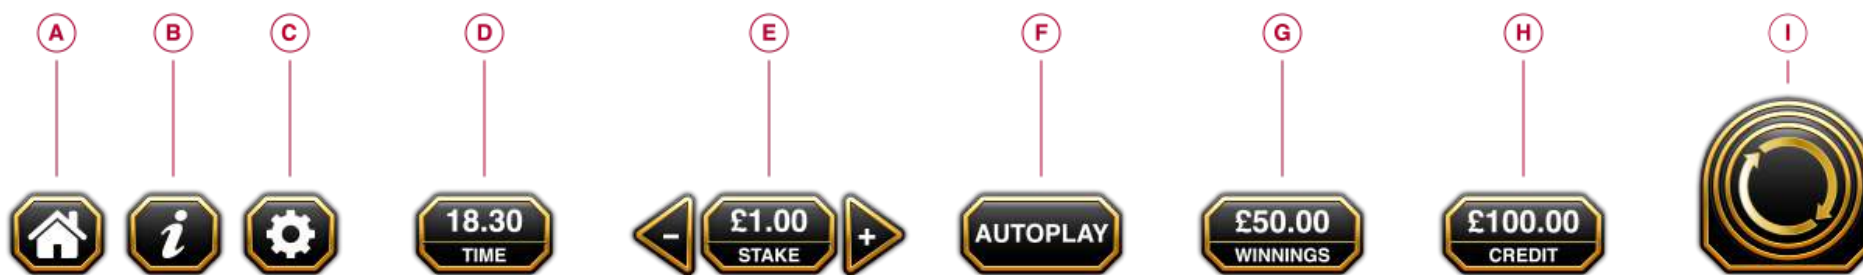 A B C D E F G H I
18.30 £1.00 AUTOPLAY £50.00 £100.00
TIME - STAKE + WINNINGS CREDIT